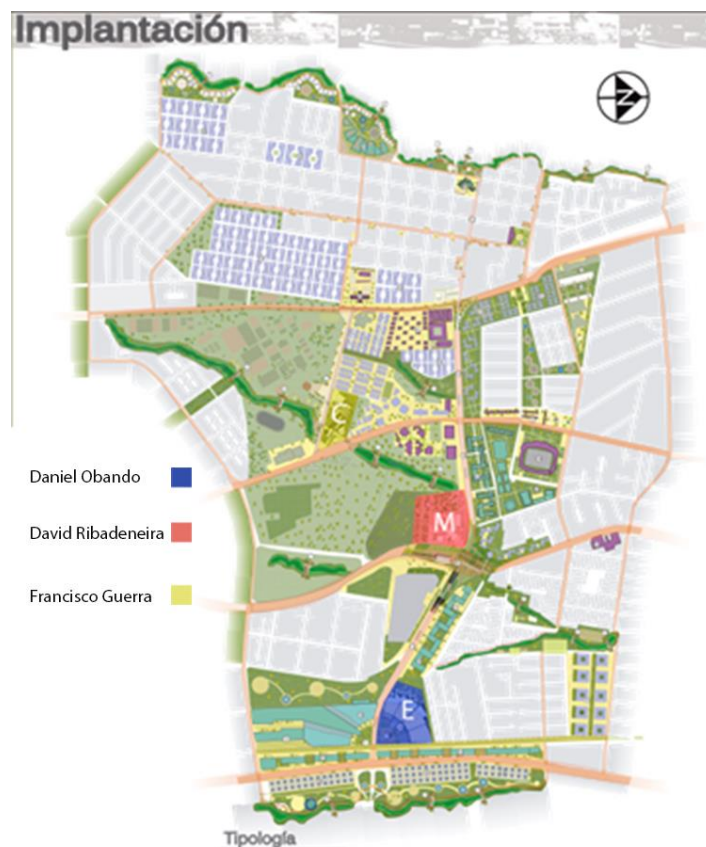 Implantación
N
C
Daniel Obando
David Ribadeneira
M
Francisco Guerra
E
Tipología